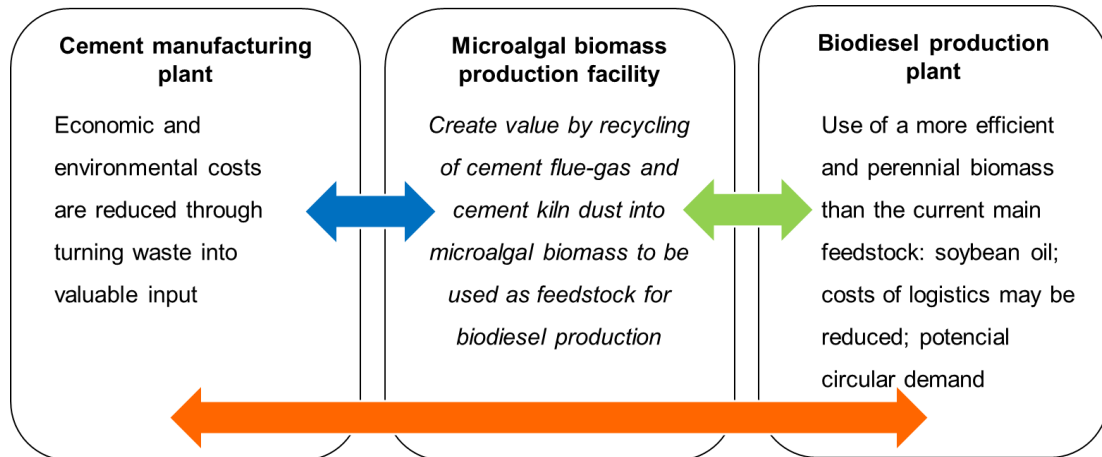 Cement manufacturing
plant
Economic and
environmental costs
are reduced through
turning waste into
valuable input
Microalgal biomass
production facility
Create value by recycling
of cement flue-gas and
cement kiln dust into
microalgal biomass to be
used as feedstock for
biodiesel production
Biodiesel production
plant
Use of a more efficient
and perennial biomass
than the current main
feedstock: soybean oil;
costs of logistics may be
reduced; potencial
circular demand